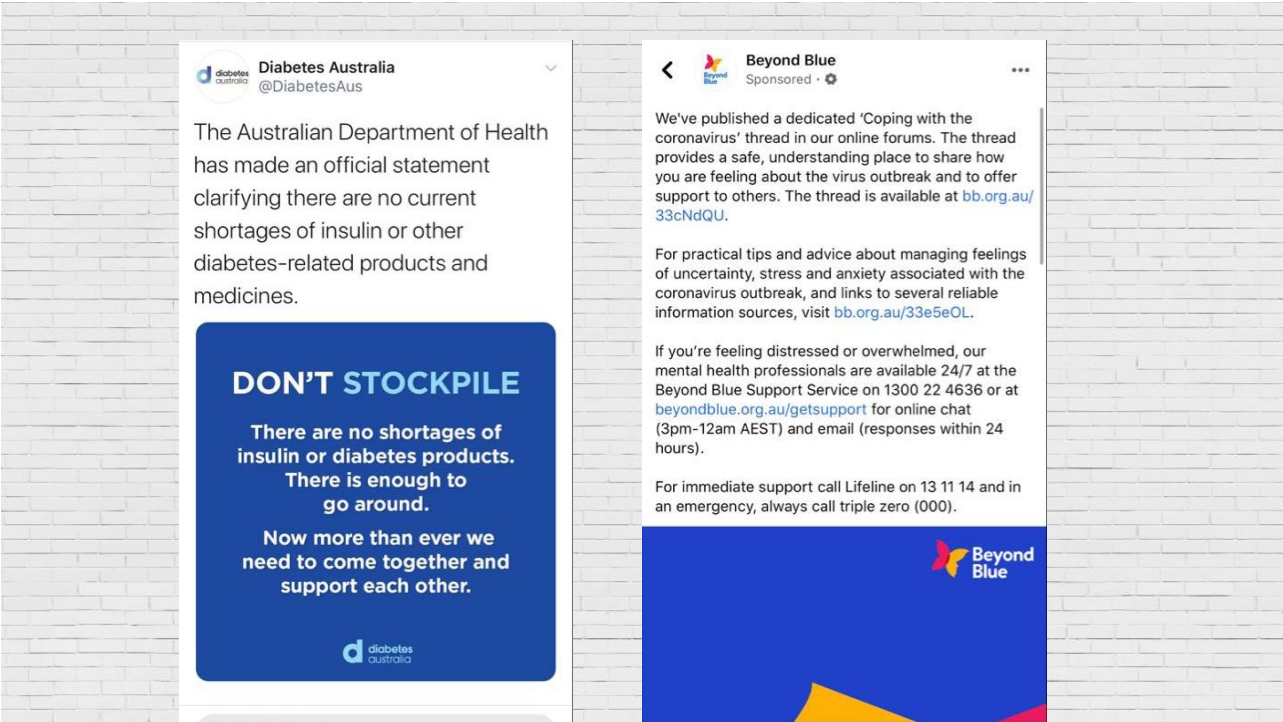 diabetes
australia
Diabetes Australia
@DiabetesAus
The Australian Department of Health
has made an official statement
clarifying there are no current
shortages of insulin or other
diabetes-related products and
medicines.
DON'T STOCKPILE
There are no shortages of
insulin or diabetes products.
There is enough to
go around.
Now more than ever we
need to come together and
support each other.
diabetes
australia
Beyond
Blue
Beyond Blue
Sponsored ·
We've published a dedicated ‘Coping with the
coronavirus’ thread in our online forums. The thread
provides a safe, understanding place to share how
you are feeling about the virus outbreak and to offer
support to others. The thread is available at bb.org.au/
33cNdQU.
For practical tips and advice about managing feelings
of uncertainty, stress and anxiety associated with the
coronavirus outbreak, and links to several reliable
information sources, visit bb.org.au/33e5eOL.
If you’re feeling distressed or overwhelmed, our
mental health professionals are available 24/7 at the
Beyond Blue Support Service on 1300 22 4636 or at
beyondblue.org.au/getsupport for online chat
(3pm-12am AEST) and email (responses within 24
hours).
For immediate support call Lifeline on 13 11 14 and in
an emergency, always call triple zero (000).
Beyond
Blue